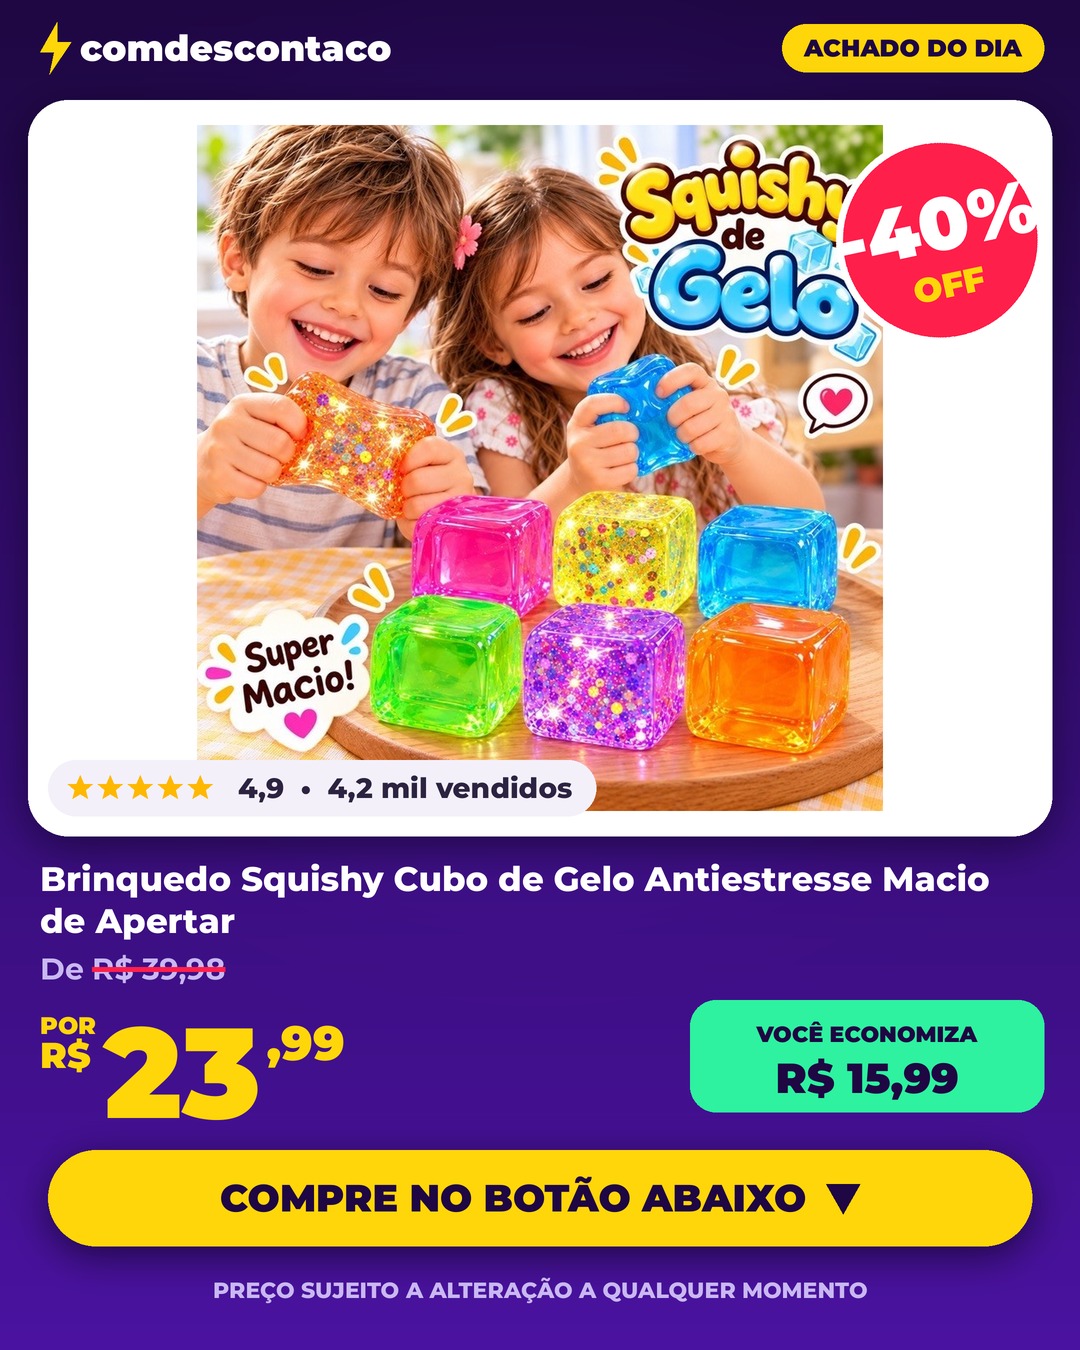 comdescontaco
ACHADO DO DIA
Squishy
de
Gelo
-40%
OFF
Super
Macio!
4,9 • 4,2 mil vendidos
Brinquedo Squishy Cubo de Gelo Antiestresse Macio
de Apertar
De R$ 39,98
POR
R$ 23,99
VOCÊ ECONOMIZA
R$ 15,99
COMPRE NO BOTÃO ABAIXO ▼
PREÇO SUJEITO A ALTERAÇÃO A QUALQUER MOMENTO